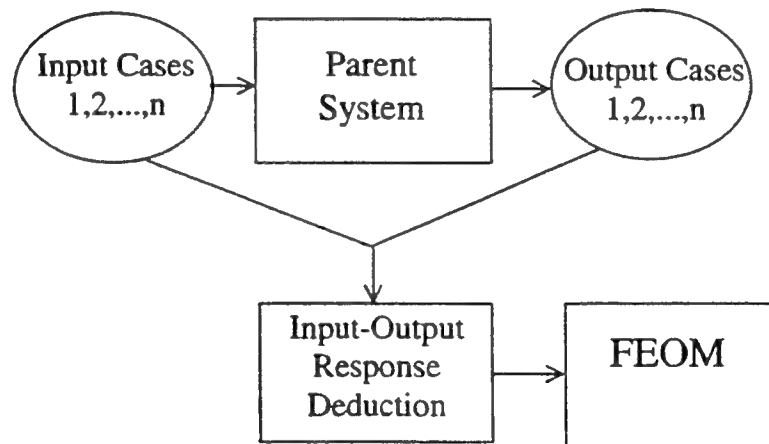 Input Cases
1,2,...,n
Parent
System
Output Cases
1,2,...,n
Input-Output
Response
Deduction
FEOM